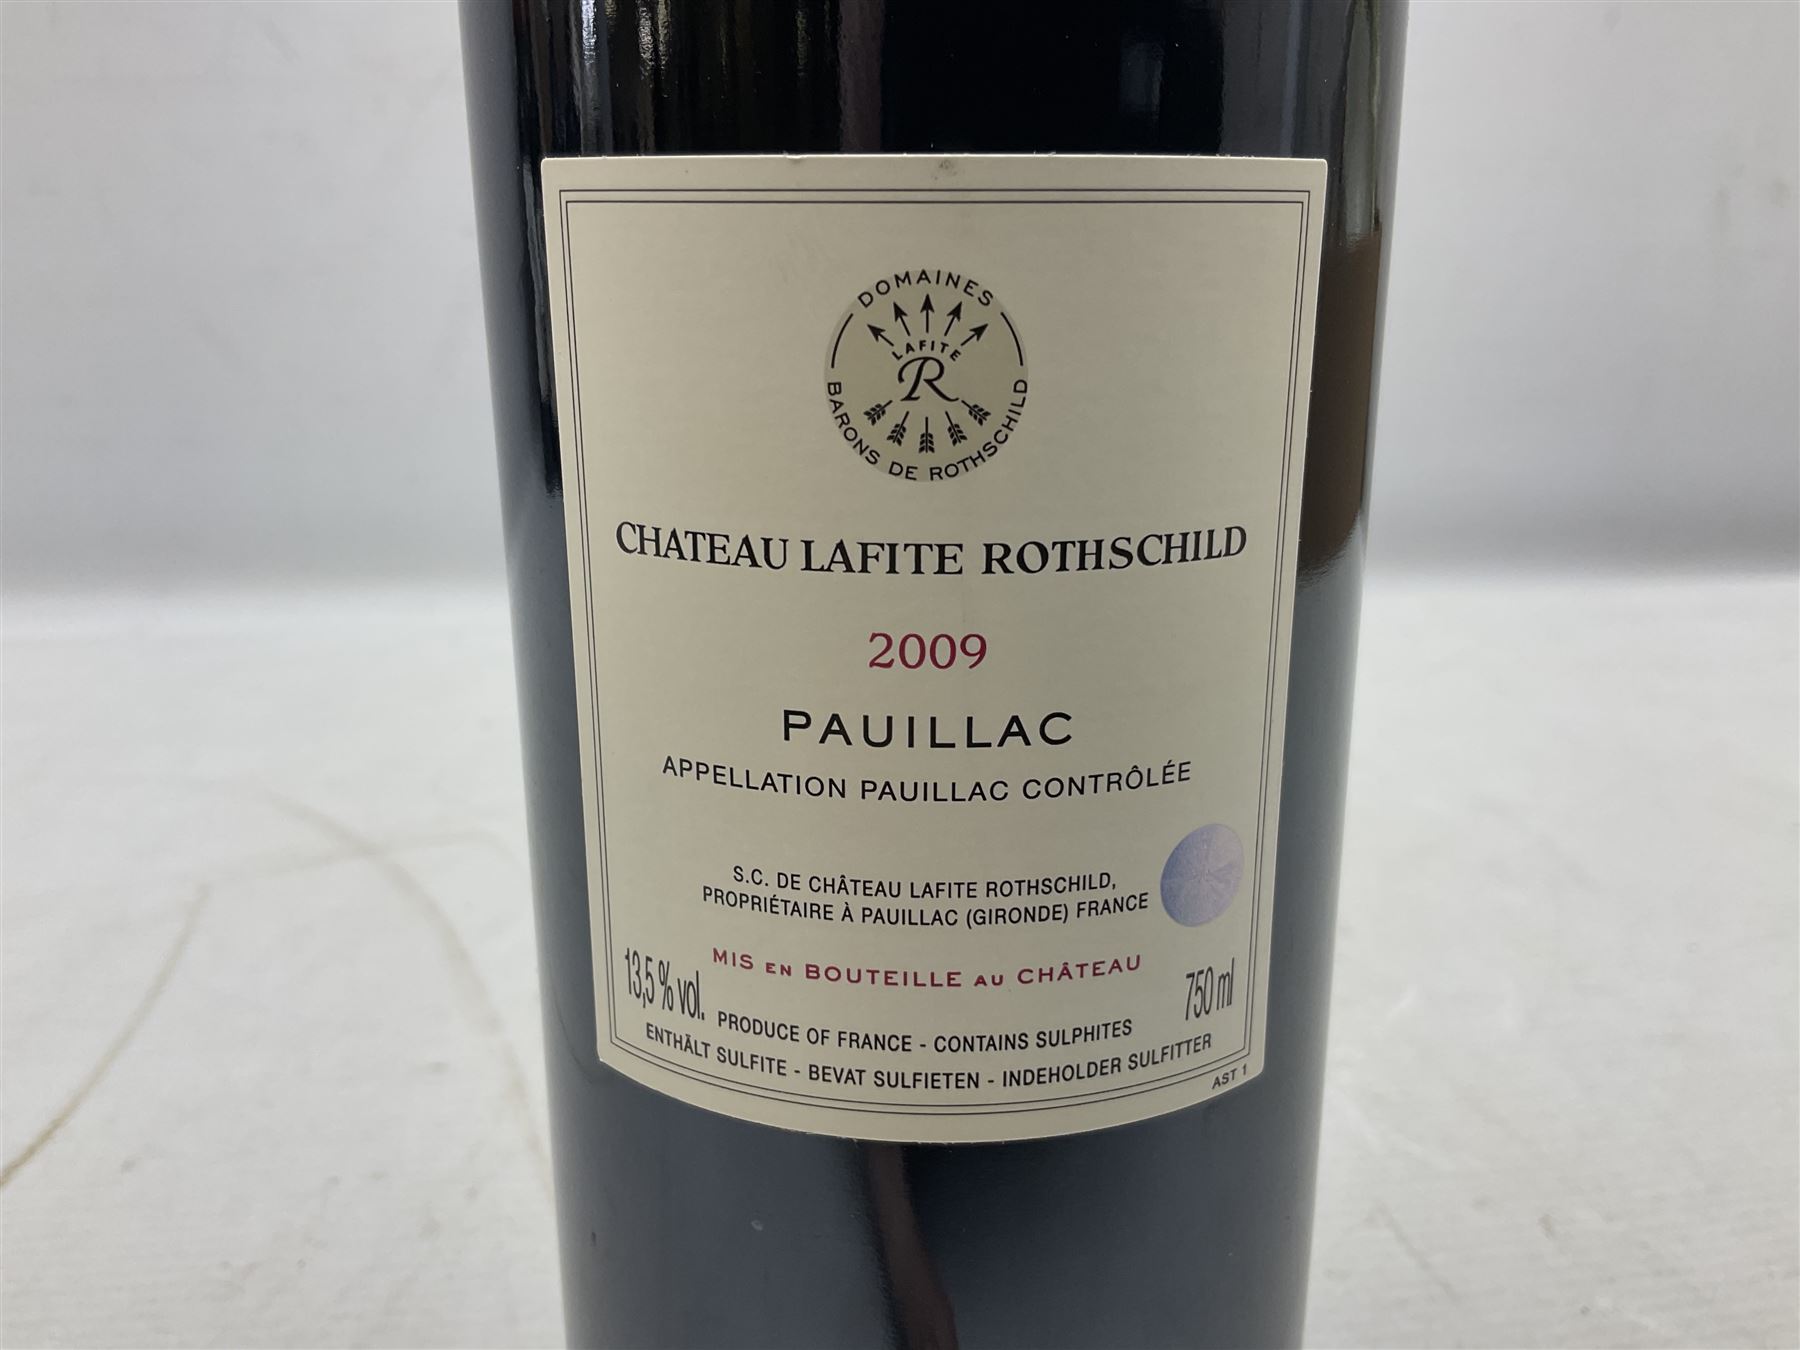 DOMAINES
LAFITE
R
BARONS DE ROTHSCHILD
CHATEAU LAFITE ROTHSCHILD
2009
PAUILLAC
APPELLATION PAUILLAC CONTRÔLÉE
S.C. DE CHÂTEAU LAFITE ROTHSCHILD,
PROPRIÉTAIRE À PAUILLAC (GIRONDE) FRANCE
MIS EN BOUTEILLE AU CHÂTEAU
13,5 % vol.
750 ml
PRODUCE OF FRANCE - CONTAINS SULPHITES
ENTHÄLT SULFITE - BEVAT SULFIETEN - INDEHOLDER SULFITTER
AST 1